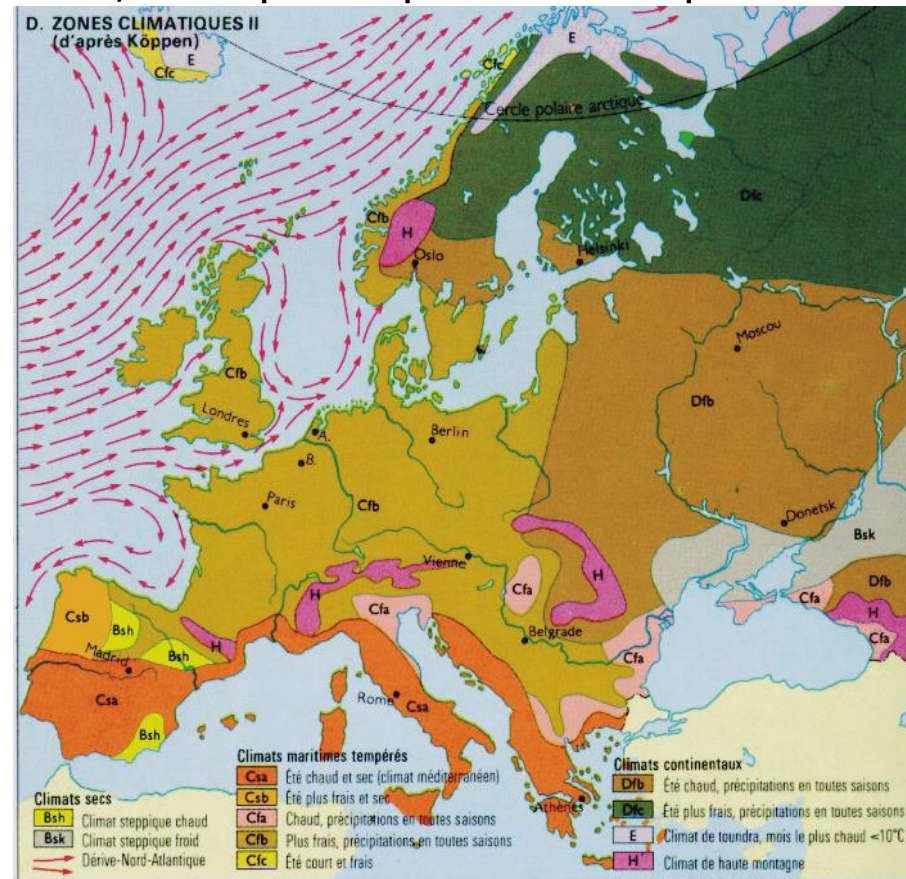 D. ZONES CLIMATIQUES II
(d'après Köppen)
E
Cfc
E
Cfc
Cercle polaire arctique
Dfc
Cfb
H
Oslo
Helsinki
Moscou
Cfb
Dfb
Londres
A.
Berlin
B.
Paris
Cfb
Donetsk
Bsk
Vienne
H
Dfb
H
Cfa
Cfa
H
Cfa
Csb
Bsh
Cfa
H
Bsh
Belgrade
Cfa
Madrid
Csa
Rome
Csa
Bsh
Athènes
Climats secs
Bsh Climat steppique chaud
Bsk Climat steppique froid
Dérive-Nord-Atlantique
Climats maritimes tempérés
Csa Été chaud et sec (climat méditerranéen)
Csb Été plus frais et sec
Cfa Chaud, précipitations en toutes saisons
Cfb Plus frais, précipitations en toutes saisons
Cfc Été court et frais
Climats continentaux
Dfb Été chaud, précipitations en toutes saisons
Dfc Été plus frais, précipitations en toutes saisons
E Climat de toundra, mois le plus chaud <10°C
H Climat de haute montagne